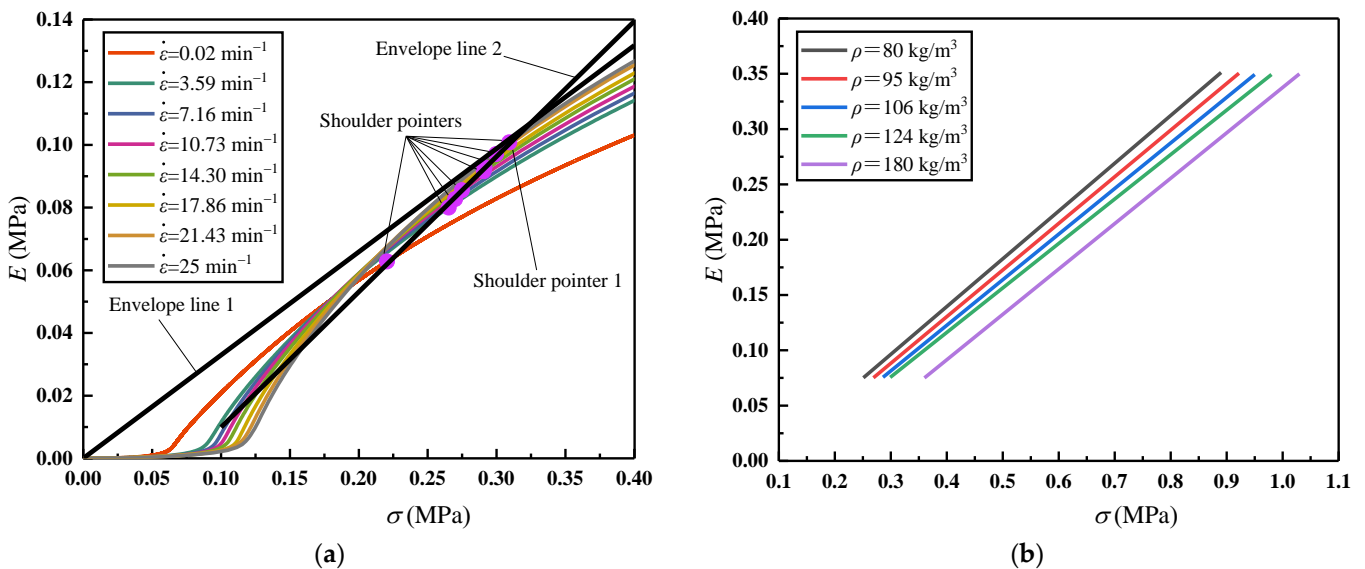 0.14
0.12
0.10
0.08
0.06
0.04
0.02
0.00
E (MPa)
ε̇=0.02 min⁻¹
ε̇=3.59 min⁻¹
ε̇=7.16 min⁻¹
ε̇=10.73 min⁻¹
ε̇=14.30 min⁻¹
ε̇=17.86 min⁻¹
ε̇=21.43 min⁻¹
ε̇=25 min⁻¹
Envelope line 2
Shoulder pointers
Shoulder pointer 1
Envelope line 1
0.00 0.05 0.10 0.15 0.20 0.25 0.30 0.35 0.40
σ (MPa)
(a)
0.40
0.35
0.30
0.25
0.20
0.15
0.10
0.05
0.00
E (MPa)
ρ=80 kg/m³
ρ=95 kg/m³
ρ=106 kg/m³
ρ=124 kg/m³
ρ=180 kg/m³
0.1 0.2 0.3 0.4 0.5 0.6 0.7 0.8 0.9 1.0 1.1
σ (MPa)
(b)